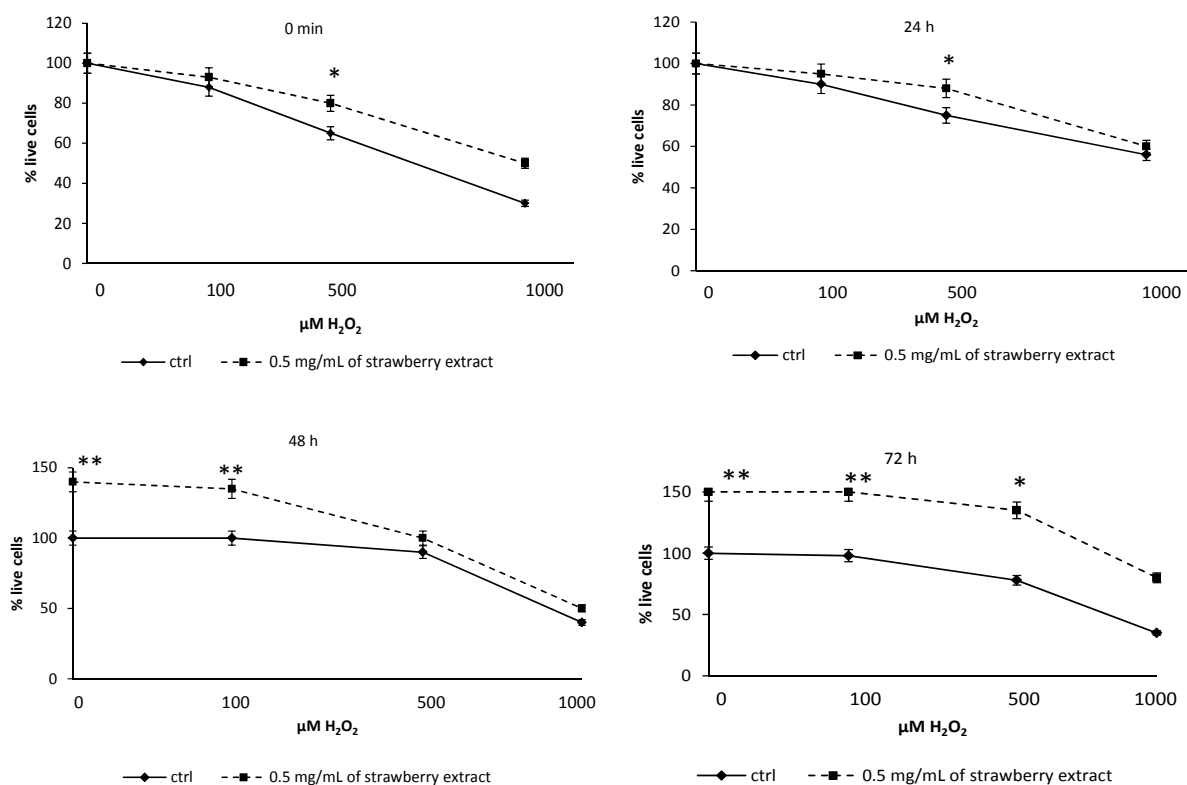 0 min
*
120
100
80
60
40
20
0
% live cells
0 100 500 1000
µM H₂O₂
ctrl 0.5 mg/mL of strawberry extract
24 h
*
120
100
80
60
40
20
0
% live cells
0 100 500 1000
µM H₂O₂
ctrl 0.5 mg/mL of strawberry extract
48 h
** **
150
100
50
0
% live cells
0 100 500 1000
µM H₂O₂
ctrl 0.5 mg/mL of strawberry extract
72 h
** ** *
150
100
50
0
% live cells
0 100 500 1000
µM H₂O₂
ctrl 0.5 mg/mL of strawberry extract